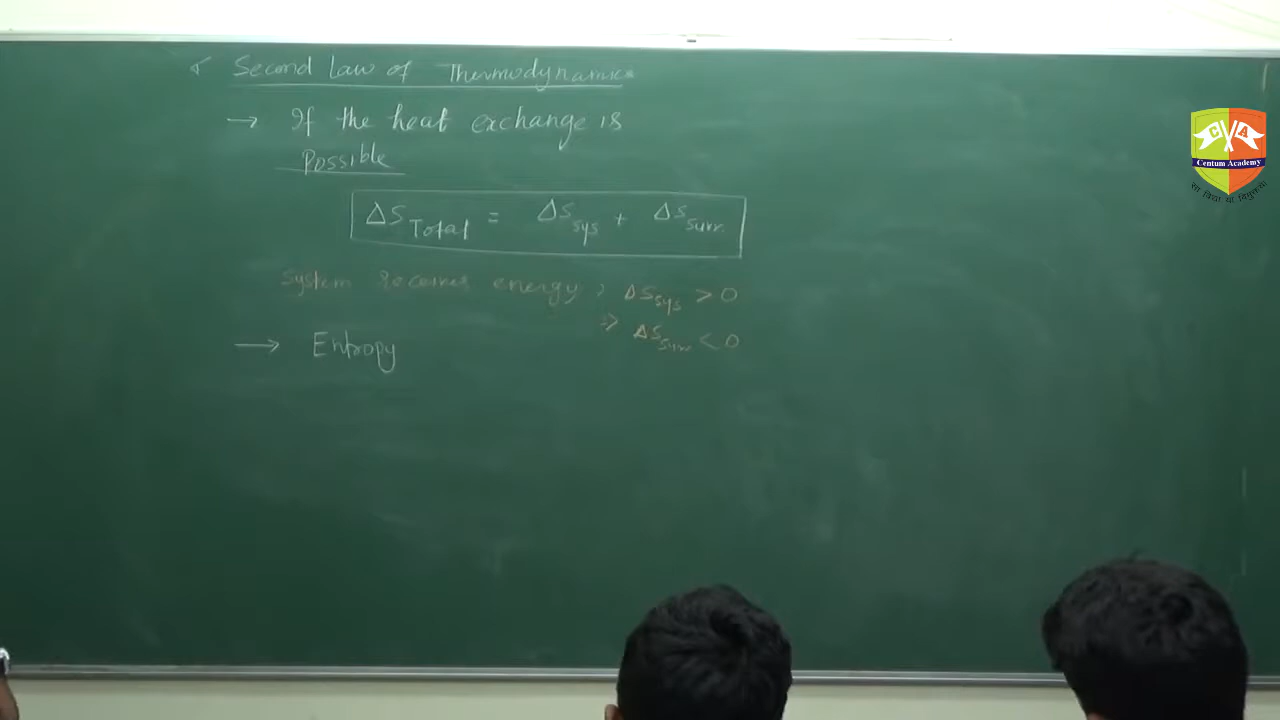 Second Law of Thermodynamics
→ If the heat exchange is
Possible
ΔS Total = ΔS sys + ΔS surr.
System receives energy ; ΔS sys > 0
⇒ ΔS surr < 0
→ Entropy
C A
Centum Academy
सा विद्या या विमुक्तये